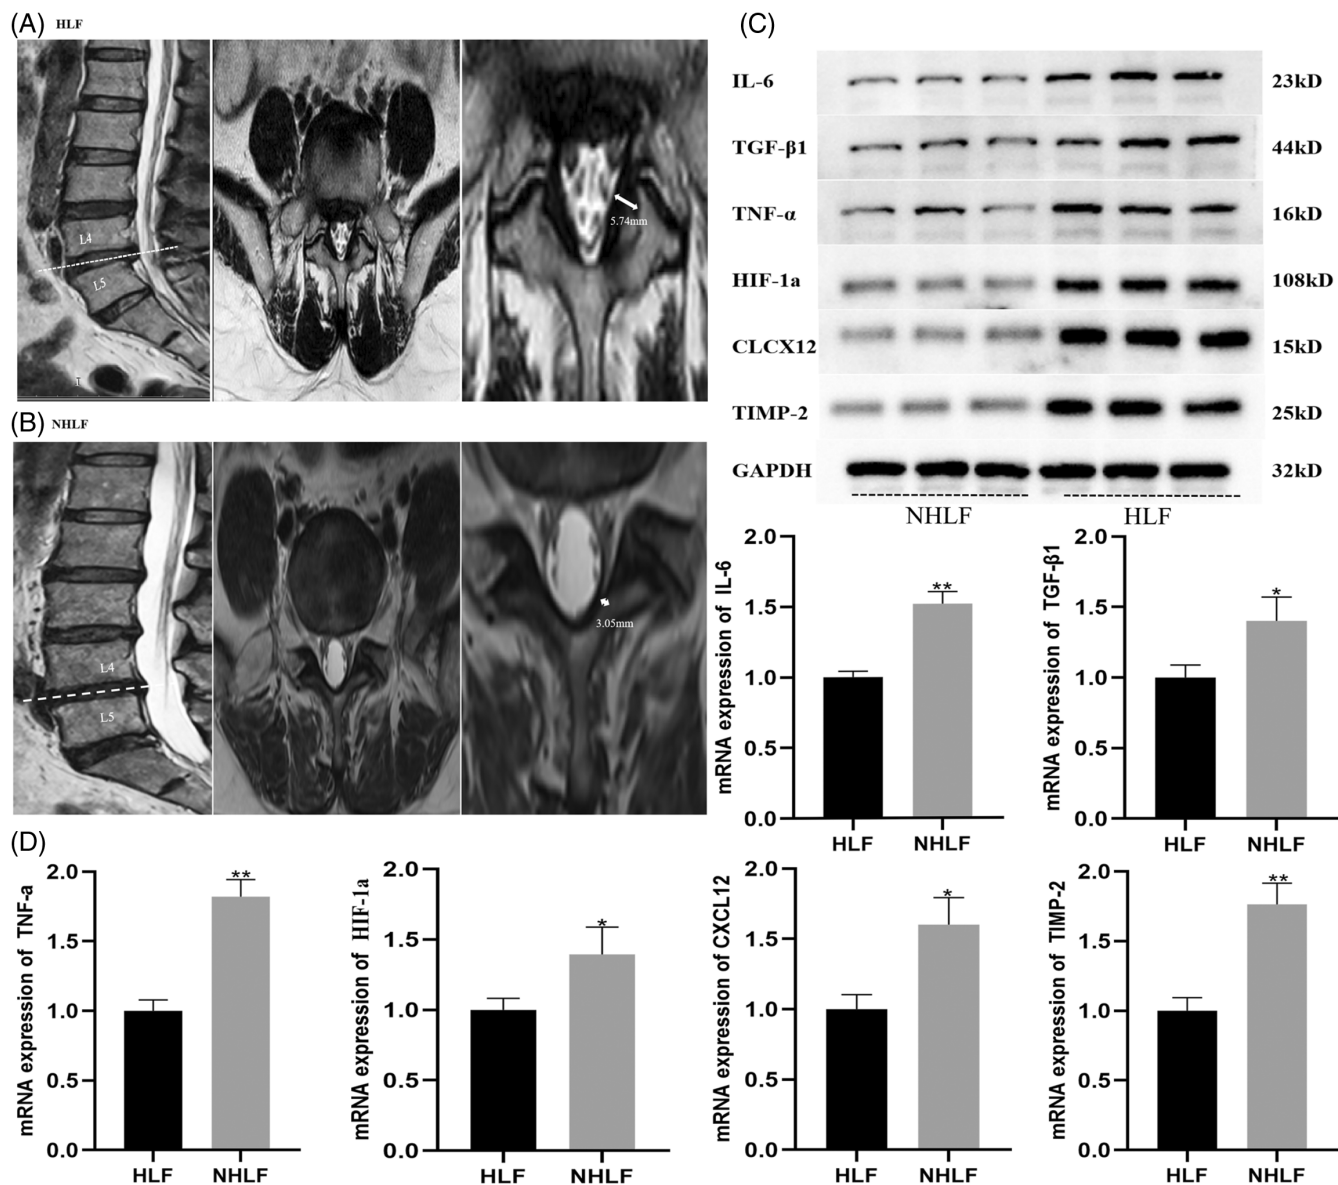 (A) HLF
L4
L5
I
5.74mm
(B) NHLF
L4
L5
3.05mm
(C)
IL-6 23kD
TGF-β1 44kD
TNF-α 16kD
HIF-1a 108kD
CLCX12 15kD
TIMP-2 25kD
GAPDH 32kD
NHLF HLF
mRNA expression of IL-6
2.0
1.5
1.0
0.5
0.0
**
HLF NHLF
mRNA expression of TGF-β1
2.0
1.5
1.0
0.5
0.0
*
HLF NHLF
(D)
mRNA expression of TNF-a
2.0
1.5
1.0
0.5
0.0
**
HLF NHLF
mRNA expression of HIF-1a
2.0
1.5
1.0
0.5
0.0
*
HLF NHLF
mRNA expression of CXCL12
2.0
1.5
1.0
0.5
0.0
*
HLF NHLF
mRNA expression of TIMP-2
2.0
1.5
1.0
0.5
0.0
**
HLF NHLF